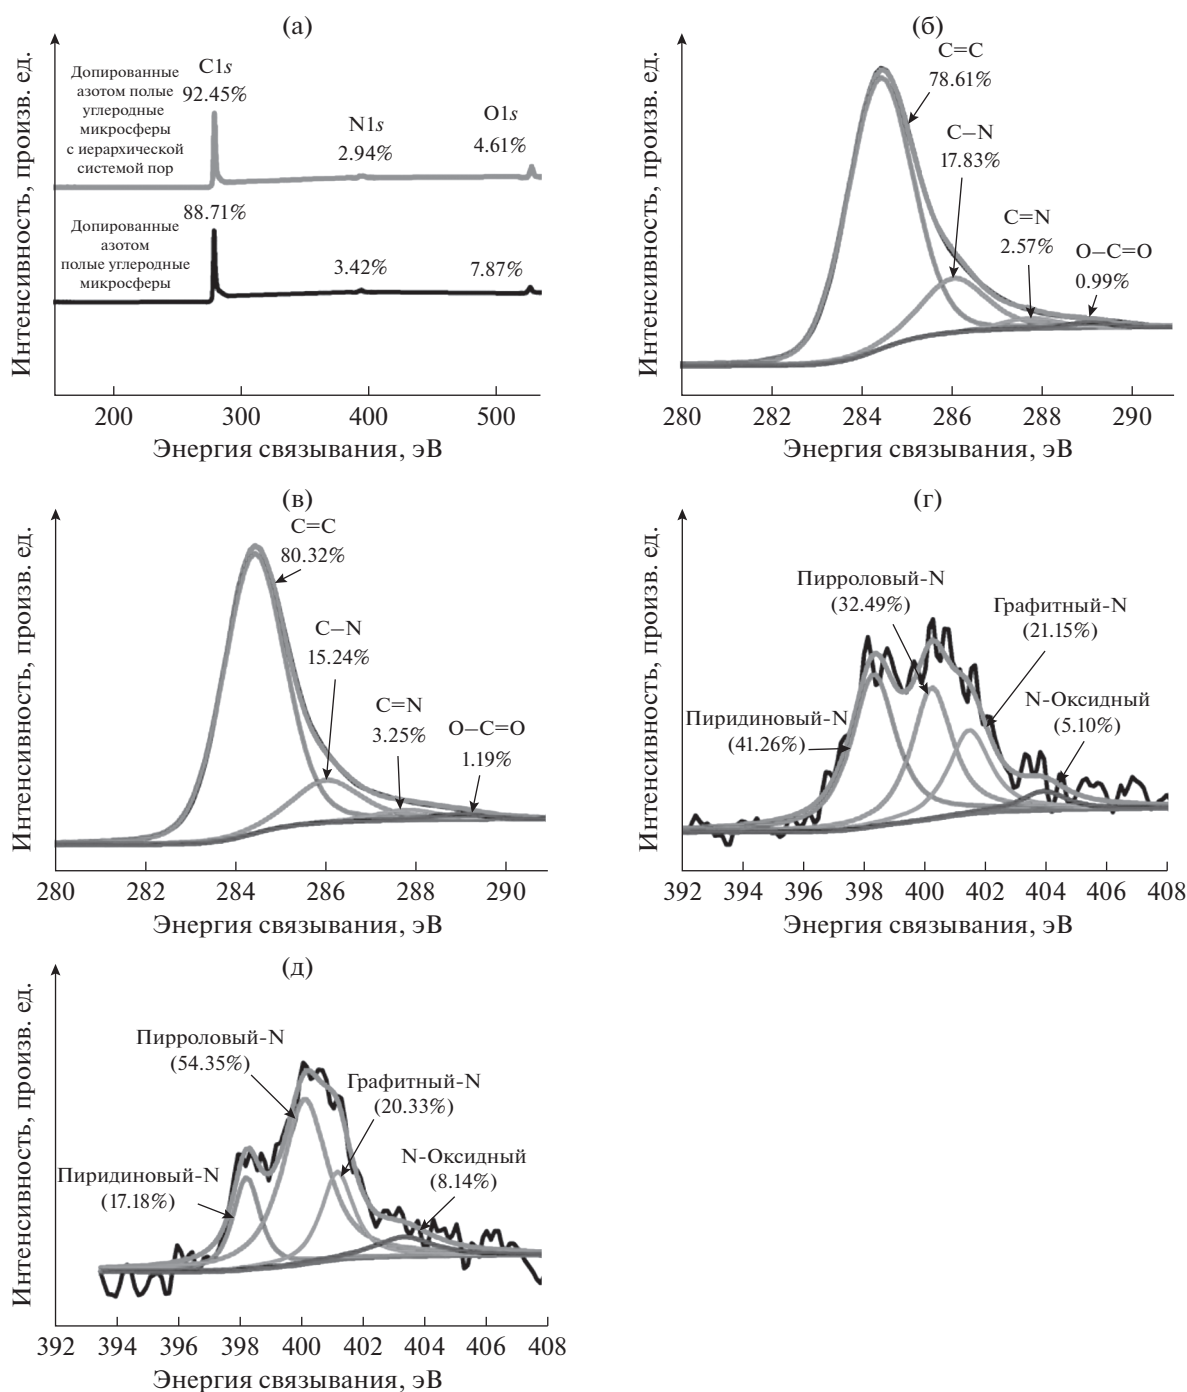 (а)
Интенсивность, произв. ед.
Допированные
азотом полые
углеродные
микросферы
с иерархической
системой пор
C1s
92.45%
N1s
2.94%
O1s
4.61%
Допированные
азотом
полые углеродные
микросферы
88.71%
3.42%
7.87%
200 300 400 500
Энергия связывания, эВ
(б)
Интенсивность, произв. ед.
C=C
78.61%
C–N
17.83%
C=N
2.57%
O–C=O
0.99%
280 282 284 286 288 290
Энергия связывания, эВ
(в)
Интенсивность, произв. ед.
C=C
80.32%
C–N
15.24%
C=N
3.25%
O–C=O
1.19%
280 282 284 286 288 290
Энергия связывания, эВ
(г)
Интенсивность, произв. ед.
Пирроловый-N
(32.49%)
Графитный-N
(21.15%)
N-Оксидный
(5.10%)
Пиридиновый-N
(41.26%)
392 394 396 398 400 402 404 406 408
Энергия связывания, эВ
(д)
Интенсивность, произв. ед.
Пирроловый-N
(54.35%)
Графитный-N
(20.33%)
N-Оксидный
(8.14%)
Пиридиновый-N
(17.18%)
392 394 396 398 400 402 404 406 408
Энергия связывания, эВ